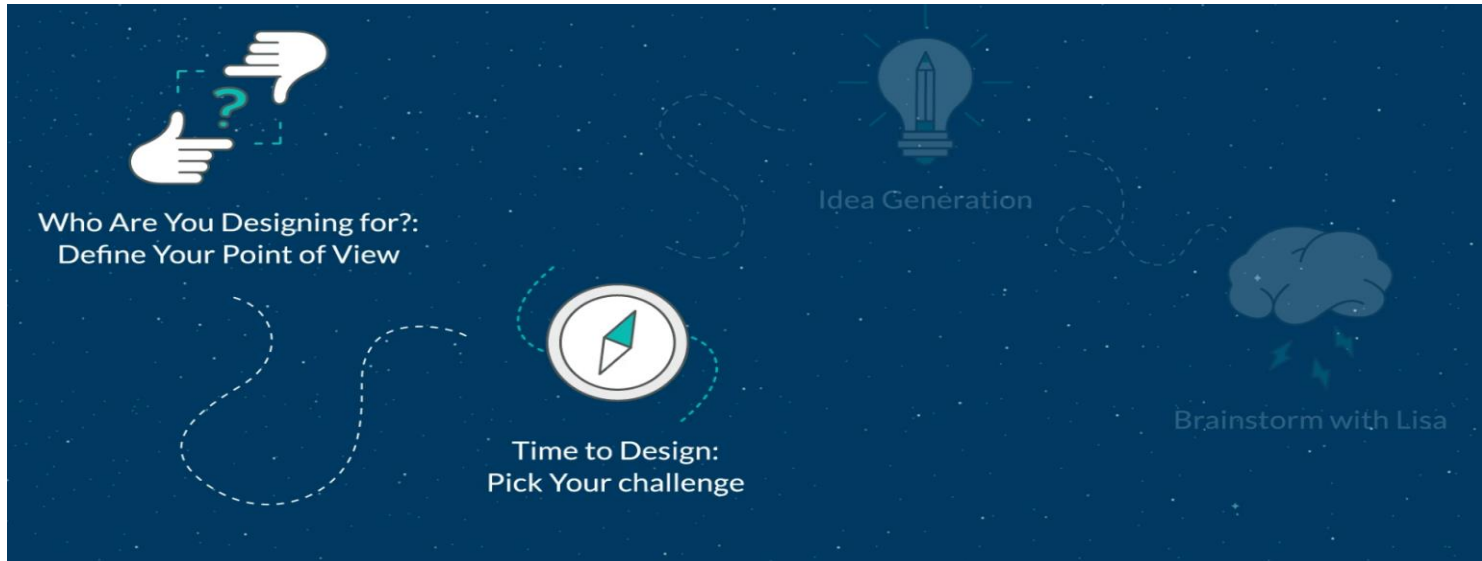 ?
Who Are You Designing for?:
Define Your Point of View
Time to Design:
Pick Your challenge
Idea Generation
Brainstorm with Lisa